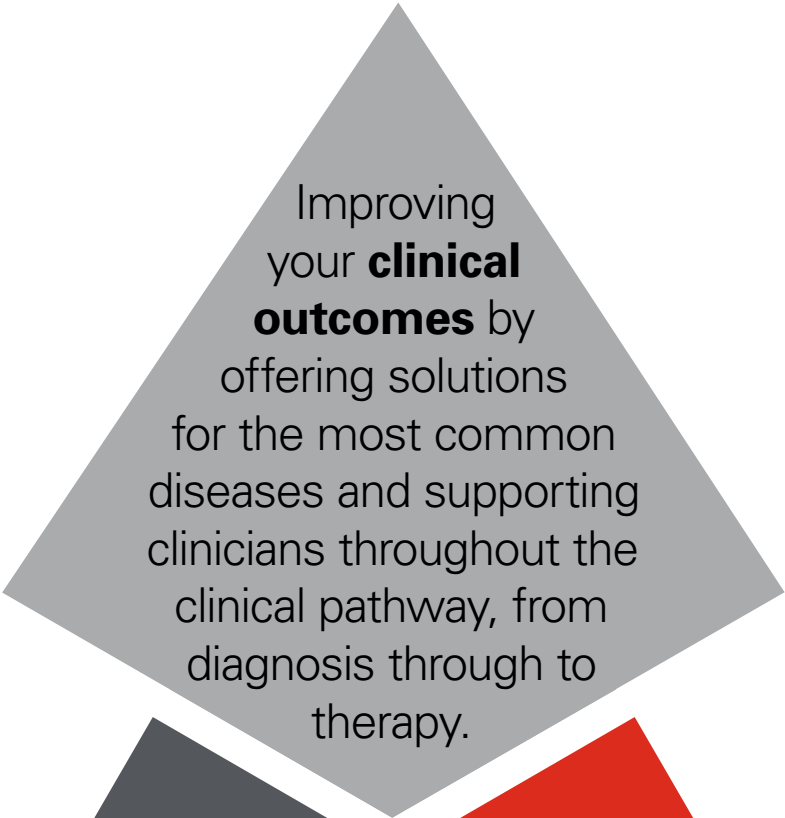 Improving
your clinical
outcomes by
offering solutions
for the most common
diseases and supporting
clinicians throughout the
clinical pathway, from
diagnosis through to
therapy.